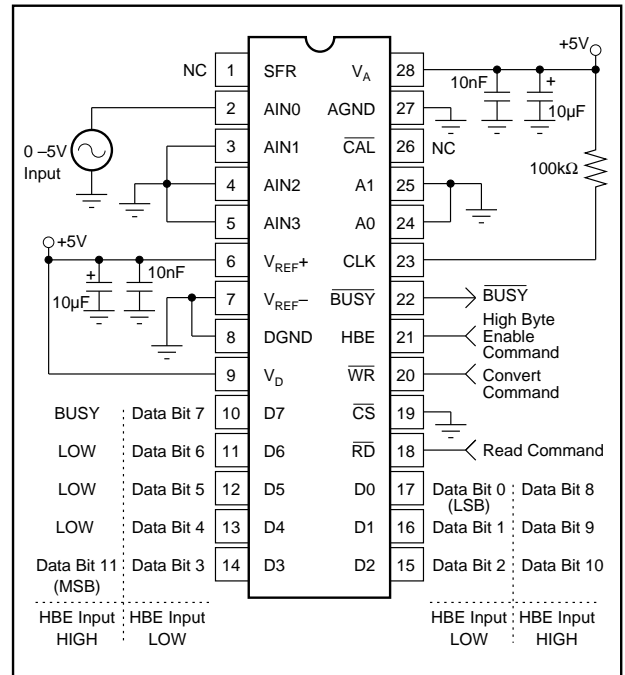 +5V
NC 1 SFR VA 28
10nF + 10µF
2 AIN0 AGND 27
0 –5V Input
3 AIN1 CAL 26 NC
100kΩ
4 AIN2 A1 25
5 AIN3 A0 24
+5V
6 VREF+ CLK 23
+ 10µF 10nF
7 VREF– BUSY 22 BUSY
8 DGND HBE 21 High Byte Enable Command
9 VD WR 20 Convert Command
BUSY Data Bit 7 10 D7 CS 19
LOW Data Bit 6 11 D6 RD 18 Read Command
LOW Data Bit 5 12 D5 D0 17 Data Bit 0 (LSB) Data Bit 8
LOW Data Bit 4 13 D4 D1 16 Data Bit 1 Data Bit 9
Data Bit 11 (MSB) Data Bit 3 14 D3 D2 15 Data Bit 2 Data Bit 10
HBE Input HIGH HBE Input LOW HBE Input LOW HBE Input HIGH